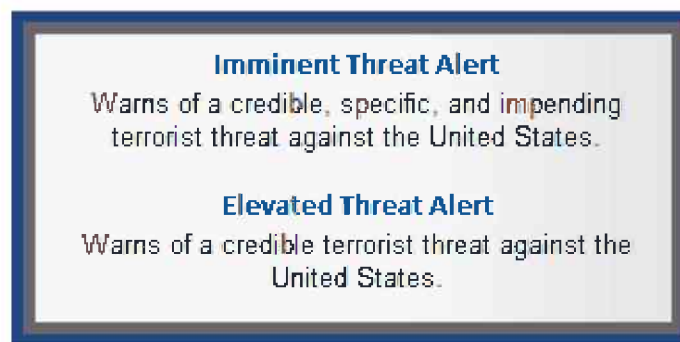 Imminent Threat Alert
Warns of a credible, specific, and impending
terrorist threat against the United States.
Elevated Threat Alert
Warns of a credible terrorist threat against the
United States.